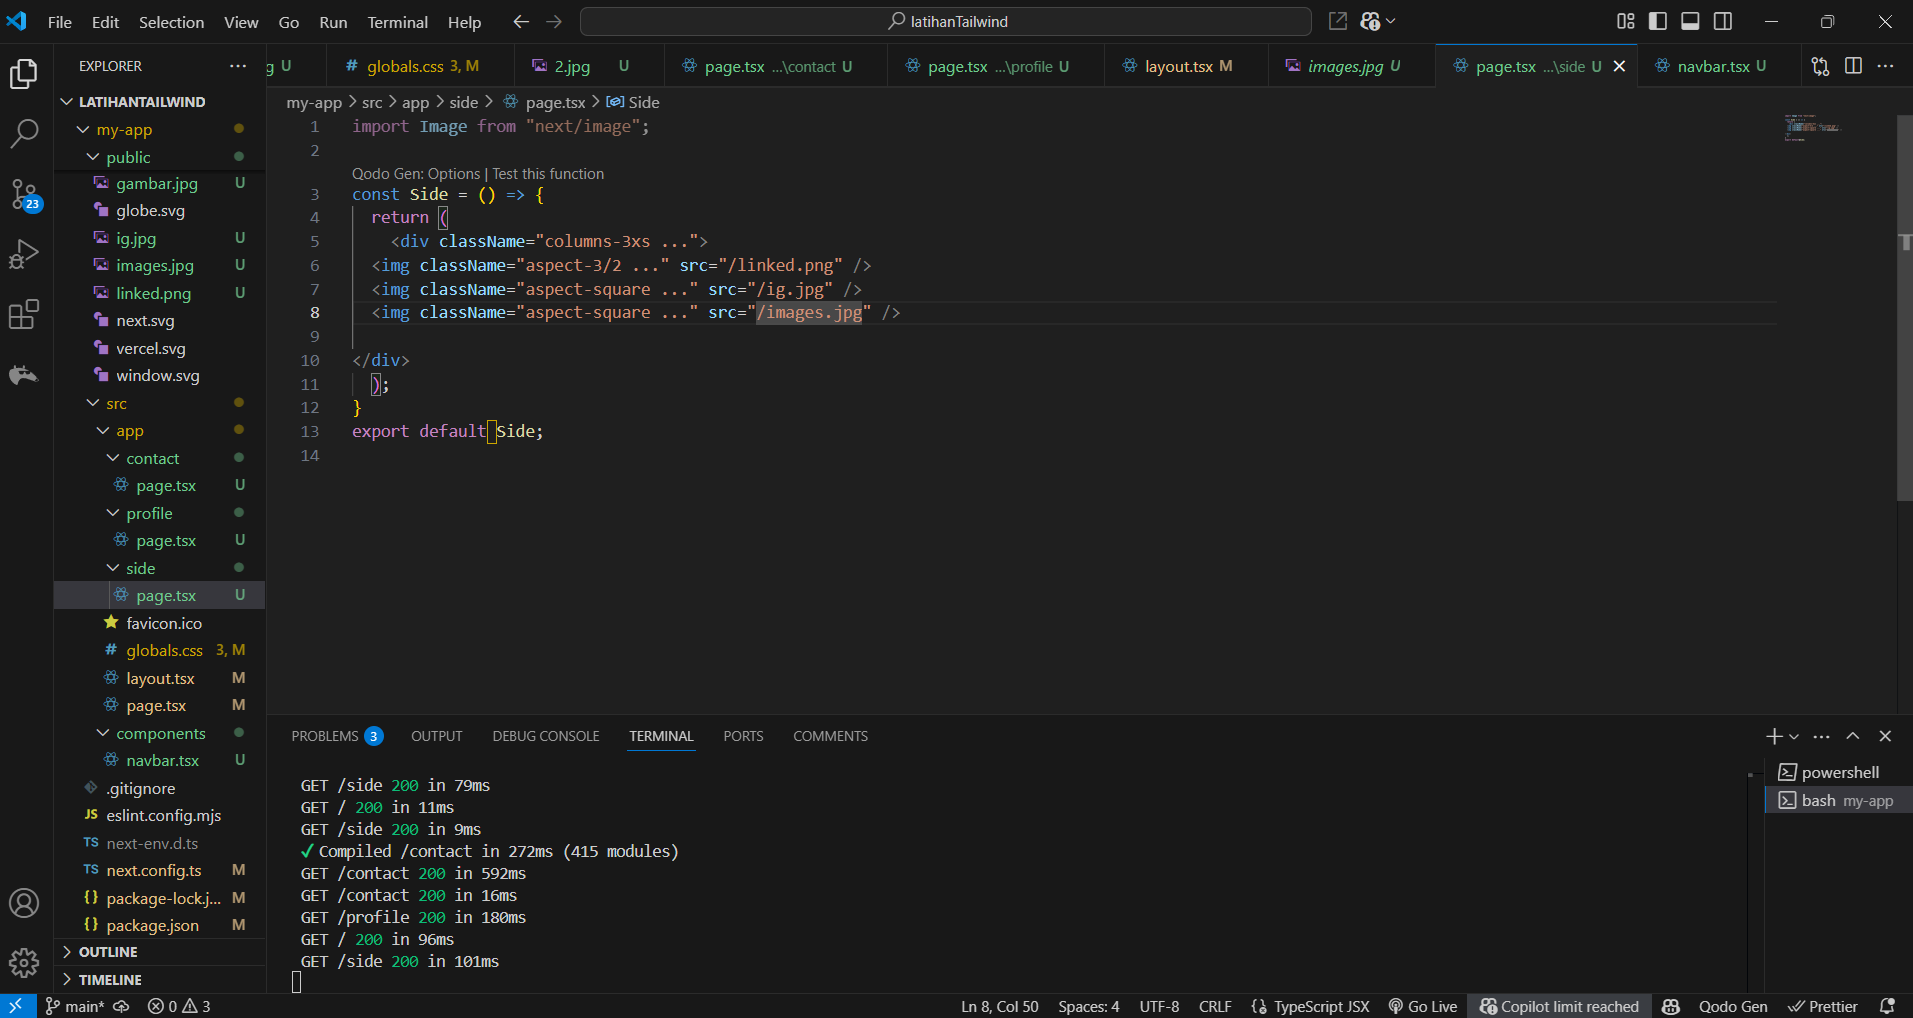 File Edit Selection View Go Run Terminal Help
latihanTailwind
EXPLORER
g U
# globals.css 3, M
2.jpg U
page.tsx ...\contact U
page.tsx ...\profile U
layout.tsx M
images.jpg U
page.tsx ...\side U
navbar.tsx U
LATIHANTAILWIND
my-app
public
gambar.jpg U
globe.svg
ig.jpg U
images.jpg U
linked.png U
next.svg
vercel.svg
window.svg
src
app
contact
page.tsx U
profile
page.tsx U
side
page.tsx U
favicon.ico
# globals.css 3, M
layout.tsx M
page.tsx M
components
navbar.tsx U
.gitignore
JS eslint.config.mjs
TS next-env.d.ts
TS next.config.ts M
{} package-lock.j... M
{} package.json M
OUTLINE
TIMELINE
23
my-app > src > app > side > page.tsx > Side
1 import Image from "next/image";
2
Qodo Gen: Options | Test this function
3 const Side = () => {
4 return (
5 <div className="columns-3xs ...">
6 <img className="aspect-3/2 ..." src="/linked.png" />
7 <img className="aspect-square ..." src="/ig.jpg" />
8 <img className="aspect-square ..." src="/images.jpg" />
9
10 </div>
11 );
12 }
13 export default Side;
14
PROBLEMS 3 OUTPUT DEBUG CONSOLE TERMINAL PORTS COMMENTS
GET /side 200 in 79ms
GET / 200 in 11ms
GET /side 200 in 9ms
✓ Compiled /contact in 272ms (415 modules)
GET /contact 200 in 592ms
GET /contact 200 in 16ms
GET /profile 200 in 180ms
GET / 200 in 96ms
GET /side 200 in 101ms
powershell
bash my-app
main* 0 3
Ln 8, Col 50 Spaces: 4 UTF-8 CRLF {} TypeScript JSX Go Live Copilot limit reached Qodo Gen Prettier